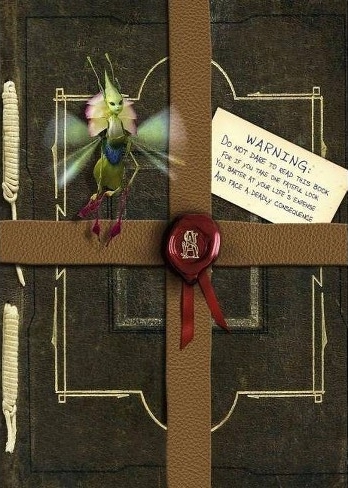 WARNING:
DO NOT DARE TO READ THIS BOOK
FOR IF YOU TAKE ONE FATEFUL LOOK
YOU BARTER AT YOUR LIFE'S EXPENSE
AND FACE A DEADLY CONSEQUENCE